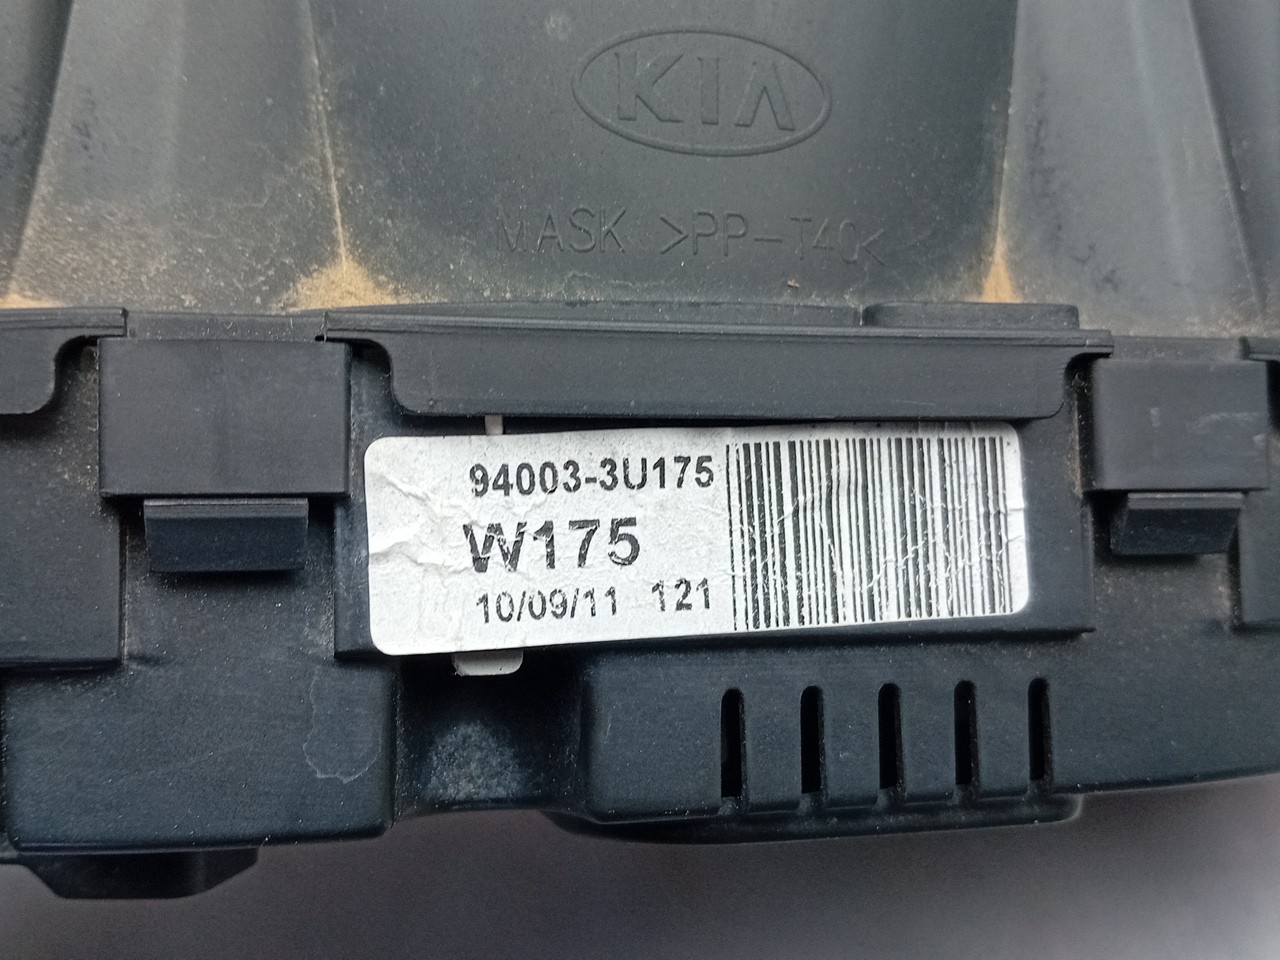 KIA
MASK >PP-T40<
94003-3U175
W175
10/09/11 121